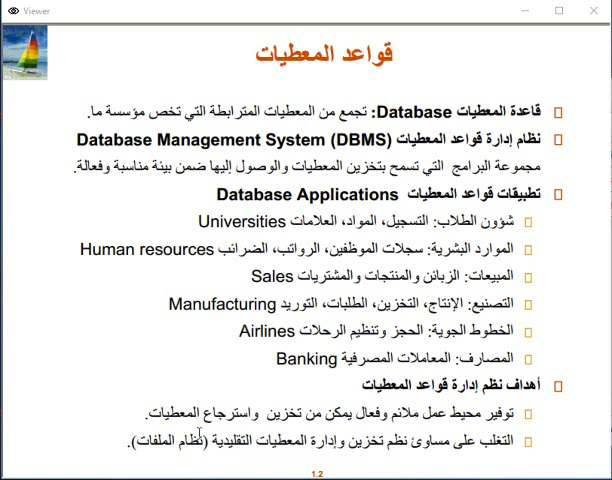 Viewer
قواعد المعطيات
قاعدة المعطيات Database: تجمع من المعطيات المترابطة التي تخص مؤسسة ما.
نظام إدارة قواعد المعطيات Database Management System (DBMS)
مجموعة البرامج التي تسمح بتخزين المعطيات والوصول إليها ضمن بيئة مناسبة وفعالة.
تطبيقات قواعد المعطيات Database Applications
شؤون الطلاب: التسجيل، المواد، العلامات Universities
الموارد البشرية: سجلات الموظفين، الرواتب، الضرائب Human resources
المبيعات: الزبائن والمنتجات والمشتريات Sales
التصنيع: الإنتاج، التخزين، الطلبات، التوريد Manufacturing
الخطوط الجوية: الحجز وتنظيم الرحلات Airlines
المصارف: المعاملات المصرفية Banking
أهداف نظم إدارة قواعد المعطيات
توفير محيط عمل ملائم وفعال يمكن من تخزين واسترجاع المعطيات.
التغلب على مساوئ نظم تخزين وإدارة المعطيات التقليدية (نظام الملفات).
1.2